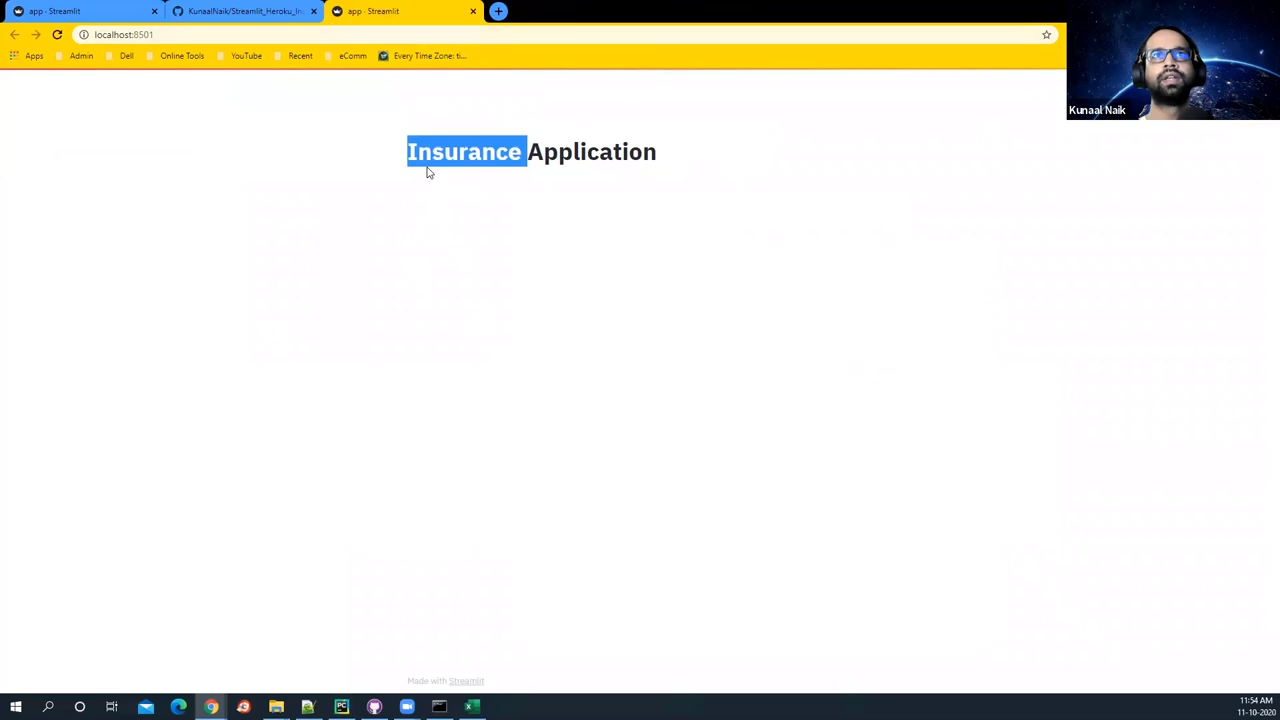 app · Streamlit
KunaalNaik/Streamlit_Heroku_In
app · Streamlit
localhost:8501
Apps
Admin
Dell
Online Tools
YouTube
Recent
eComm
Every Time Zone: ti...
Kunaal Naik
Insurance Application
Made with Streamlit
11:54 AM
11-10-2020